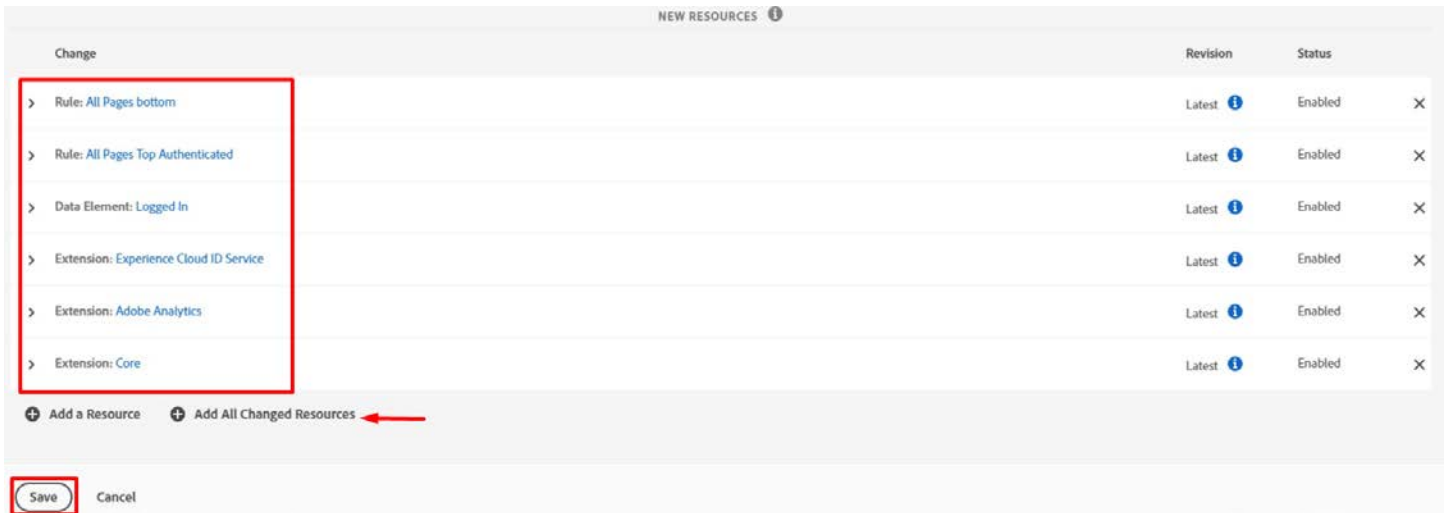 NEW RESOURCES
Change Revision Status
Rule: All Pages bottom Latest Enabled
Rule: All Pages Top Authenticated Latest Enabled
Data Element: Logged In Latest Enabled
Extension: Experience Cloud ID Service Latest Enabled
Extension: Adobe Analytics Latest Enabled
Extension: Core Latest Enabled
Add a Resource Add All Changed Resources
Save Cancel